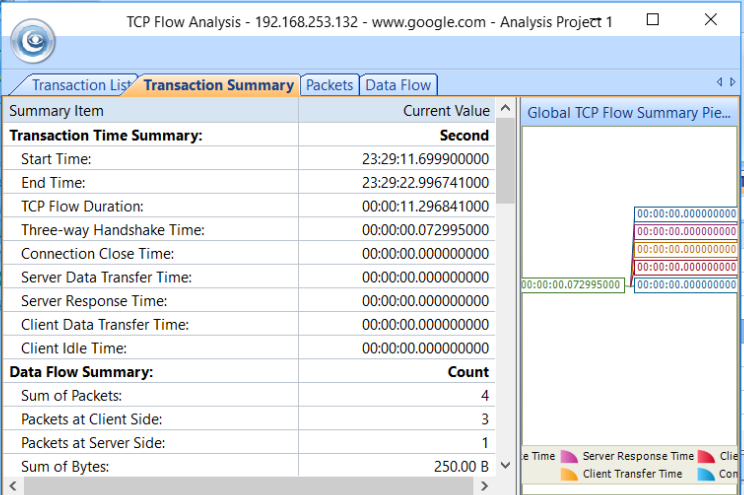 TCP Flow Analysis - 192.168.253.132 - www.google.com - Analysis Project 1
Transaction List Transaction Summary Packets Data Flow
Summary Item Current Value
Transaction Time Summary: Second
Start Time: 23:29:11.699900000
End Time: 23:29:22.996741000
TCP Flow Duration: 00:00:11.296841000
Three-way Handshake Time: 00:00:00.072995000
Connection Close Time: 00:00:00.000000000
Server Data Transfer Time: 00:00:00.000000000
Server Response Time: 00:00:00.000000000
Client Data Transfer Time: 00:00:00.000000000
Client Idle Time: 00:00:00.000000000
Data Flow Summary: Count
Sum of Packets: 4
Packets at Client Side: 3
Packets at Server Side: 1
Sum of Bytes: 250.00 B
Global TCP Flow Summary Pie...
00:00:00.000000000
00:00:00.000000000
00:00:00.000000000
00:00:00.000000000
00:00:00.072995000 00:00:00.000000000
e Time Server Response Time Clie
Client Transfer Time Con